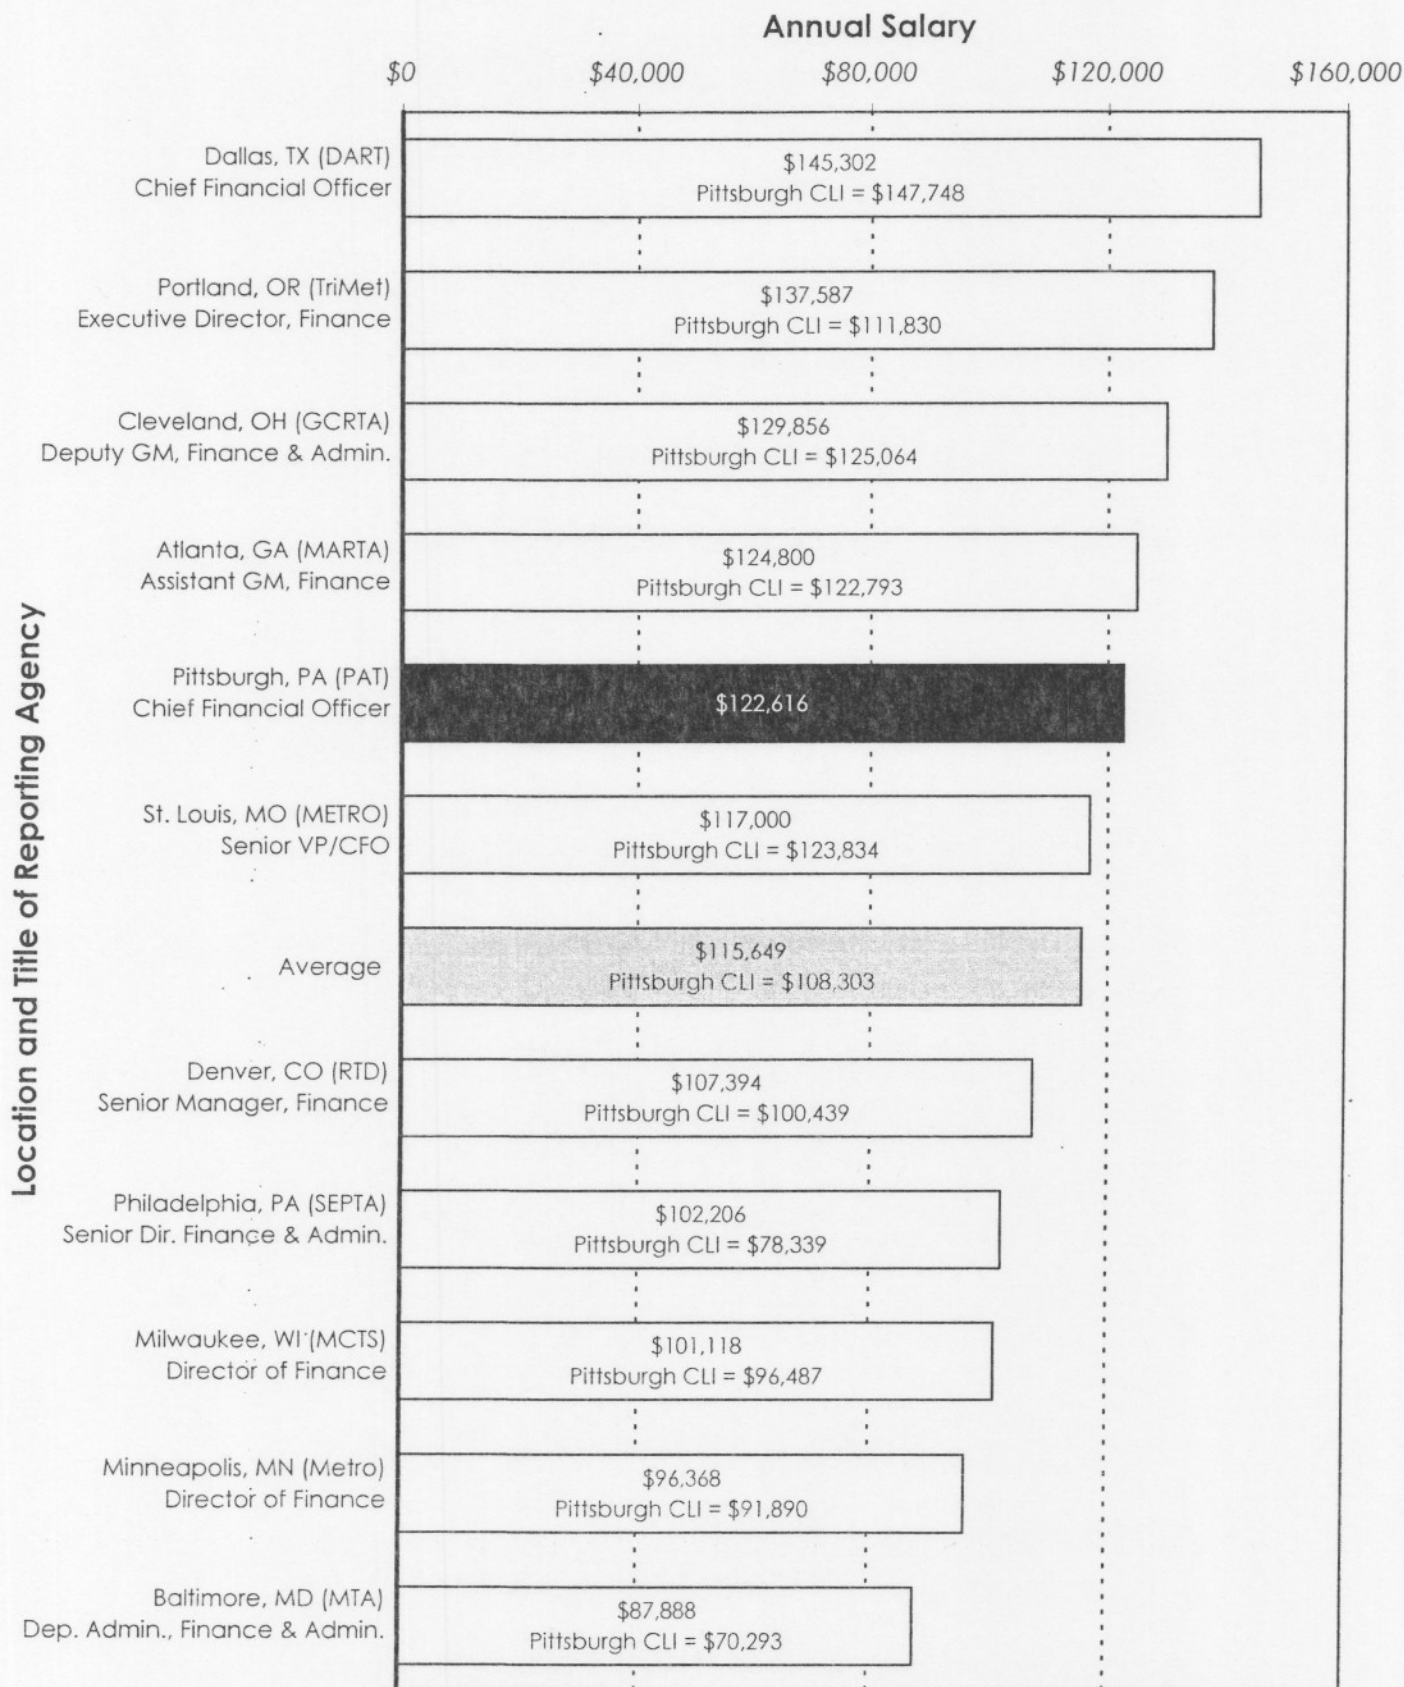 Annual Salary
$0 $40,000 $80,000 $120,000 $160,000
Location and Title of Reporting Agency
Dallas, TX (DART)
Chief Financial Officer
$145,302
Pittsburgh CLI = $147,748
Portland, OR (TriMet)
Executive Director, Finance
$137,587
Pittsburgh CLI = $111,830
Cleveland, OH (GCRTA)
Deputy GM, Finance & Admin.
$129,856
Pittsburgh CLI = $125,064
Atlanta, GA (MARTA)
Assistant GM, Finance
$124,800
Pittsburgh CLI = $122,793
Pittsburgh, PA (PAT)
Chief Financial Officer
$122,616
St. Louis, MO (METRO)
Senior VP/CFO
$117,000
Pittsburgh CLI = $123,834
Average
$115,649
Pittsburgh CLI = $108,303
Denver, CO (RTD)
Senior Manager, Finance
$107,394
Pittsburgh CLI = $100,439
Philadelphia, PA (SEPTA)
Senior Dir. Finance & Admin.
$102,206
Pittsburgh CLI = $78,339
Milwaukee, WI (MCTS)
Director of Finance
$101,118
Pittsburgh CLI = $96,487
Minneapolis, MN (Metro)
Director of Finance
$96,368
Pittsburgh CLI = $91,890
Baltimore, MD (MTA)
Dep. Admin., Finance & Admin.
$87,888
Pittsburgh CLI = $70,293